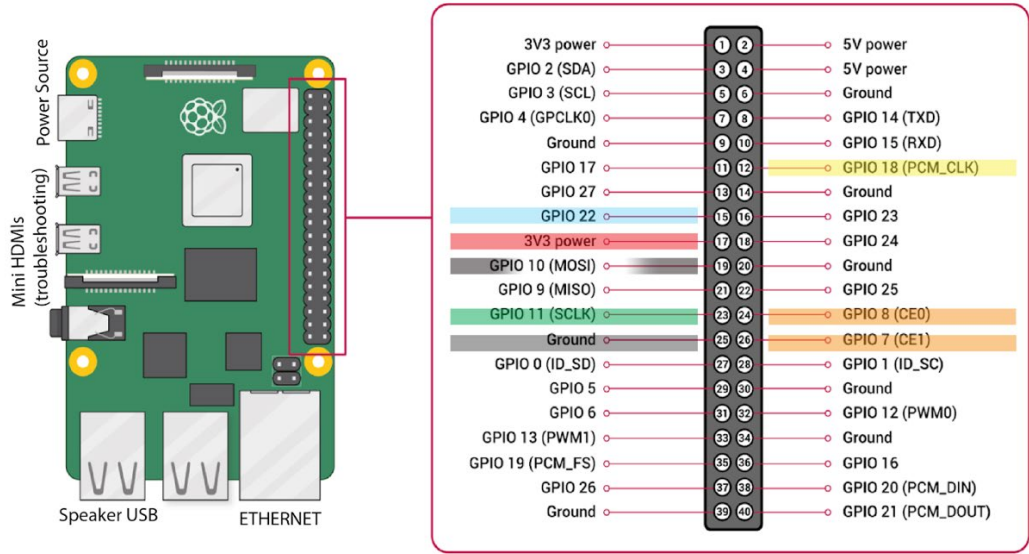 Power Source
Mini HDMIs
(troubleshooting)
Speaker USB
ETHERNET
3V3 power 1 2 5V power
GPIO 2 (SDA) 3 4 5V power
GPIO 3 (SCL) 5 6 Ground
GPIO 4 (GPCLK0) 7 8 GPIO 14 (TXD)
Ground 9 10 GPIO 15 (RXD)
GPIO 17 11 12 GPIO 18 (PCM_CLK)
GPIO 27 13 14 Ground
GPIO 22 15 16 GPIO 23
3V3 power 17 18 GPIO 24
GPIO 10 (MOSI) 19 20 Ground
GPIO 9 (MISO) 21 22 GPIO 25
GPIO 11 (SCLK) 23 24 GPIO 8 (CE0)
Ground 25 26 GPIO 7 (CE1)
GPIO 0 (ID_SD) 27 28 GPIO 1 (ID_SC)
GPIO 5 29 30 Ground
GPIO 6 31 32 GPIO 12 (PWM0)
GPIO 13 (PWM1) 33 34 Ground
GPIO 19 (PCM_FS) 35 36 GPIO 16
GPIO 26 37 38 GPIO 20 (PCM_DIN)
Ground 39 40 GPIO 21 (PCM_DOUT)